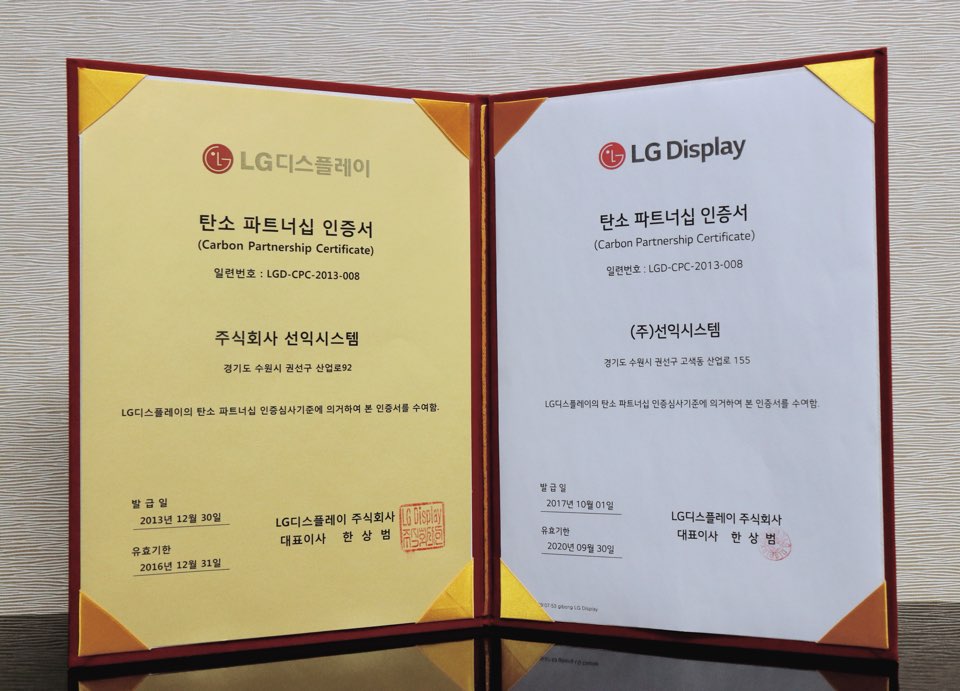 LG디스플레이
탄소 파트너십 인증서
(Carbon Partnership Certificate)
일련번호 : LGD-CPC-2013-008
주식회사 선익시스템
경기도 수원시 권선구 산업로92
LG디스플레이의 탄소 파트너십 인증심사기준에 의거하여 본 인증서를 수여함.
발 급 일
2013년 12월 30일
유효기한
2016년 12월 31일
LG디스플레이 주식회사
대표이사 한 상 범
LG Display
주식회사인
LG Display
탄소 파트너십 인증서
(Carbon Partnership Certificate)
일련번호 : LGD-CPC-2013-008
(주)선익시스템
경기도 수원시 권선구 고색동 산업로 155
LG디스플레이의 탄소 파트너십 인증심사기준에 의거하여 본 인증서를 수여함.
발 급 일
2017년 10월 01일
유효기한
2020년 09월 30일
LG디스플레이 주식회사
대표이사 한 상 범
LG Display